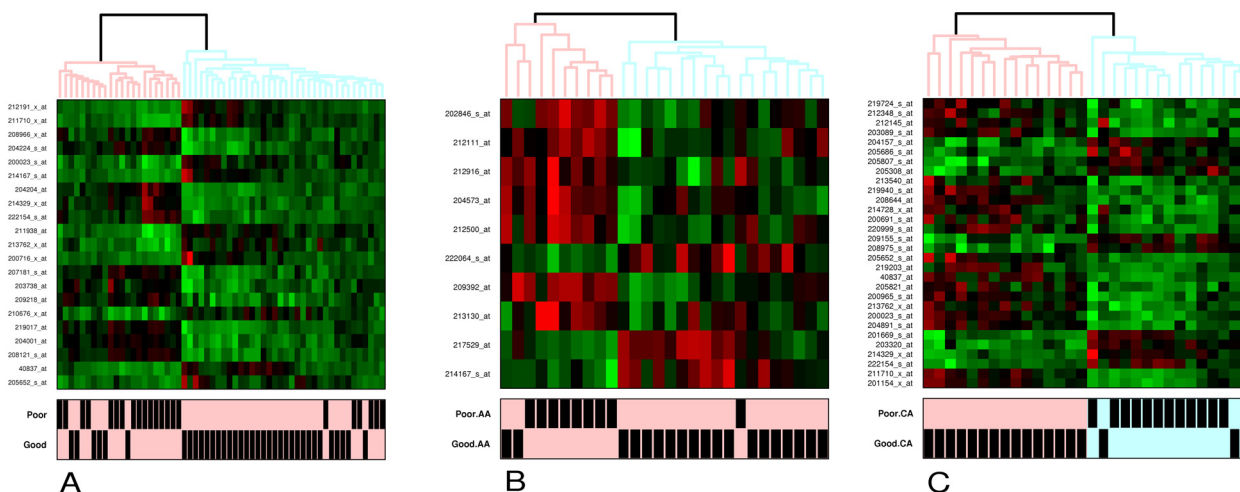 212191_x_at
211710_x_at
208966_x_at
204224_s_at
200023_s_at
214167_s_at
204204_at
214329_x_at
222154_s_at
211938_at
213762_x_at
200716_x_at
207181_s_at
203738_at
209218_at
210676_x_at
219017_at
204001_at
208121_s_at
40837_at
205652_s_at
Poor
Good
A
202846_s_at
212111_at
212916_at
204573_at
212500_at
222064_s_at
209392_at
213130_at
217529_at
214167_s_at
Poor.AA
Good.AA
B
219724_s_at
212348_s_at
212145_at
203089_s_at
204157_s_at
205686_s_at
205807_s_at
205308_at
213540_at
219940_s_at
208644_at
214728_x_at
200691_s_at
220999_s_at
209155_s_at
208975_s_at
205652_s_at
219203_at
40837_at
205821_at
200965_s_at
213762_x_at
200023_s_at
204891_s_at
201669_s_at
203320_at
214329_x_at
222154_s_at
211710_x_at
201154_x_at
Poor.CA
Good.CA
C